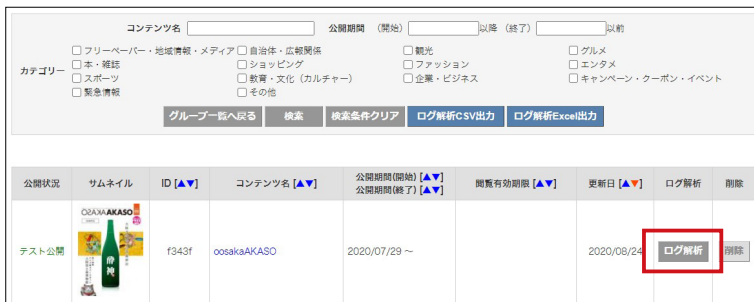 コンテンツ名 公開期間 (開始) 以降 (終了) 以前
カテゴリー
フリーペーパー・地域情報・メディア 自治体・広報関係 観光 グルメ
本・雑誌 ショッピング ファッション エンタメ
スポーツ 教育・文化（カルチャー） 企業・ビジネス キャンペーン・クーポン・イベント
緊急情報 その他
グループ一覧へ戻る 検索 検索条件クリア ログ解析CSV出力 ログ解析Excel出力
公開状況 サムネイル ID [▲▼] コンテンツ名 [▲▼] 公開期間(開始) [▲▼] 閲覧有効期限 [▲▼] 更新日 [▲▼] ログ解析 削除
公開期間(終了) [▲▼]
AKASO
酔神
テスト公開 f343f oosakaAKASO 2020/07/29 ～ 2020/08/24 ログ解析 削除